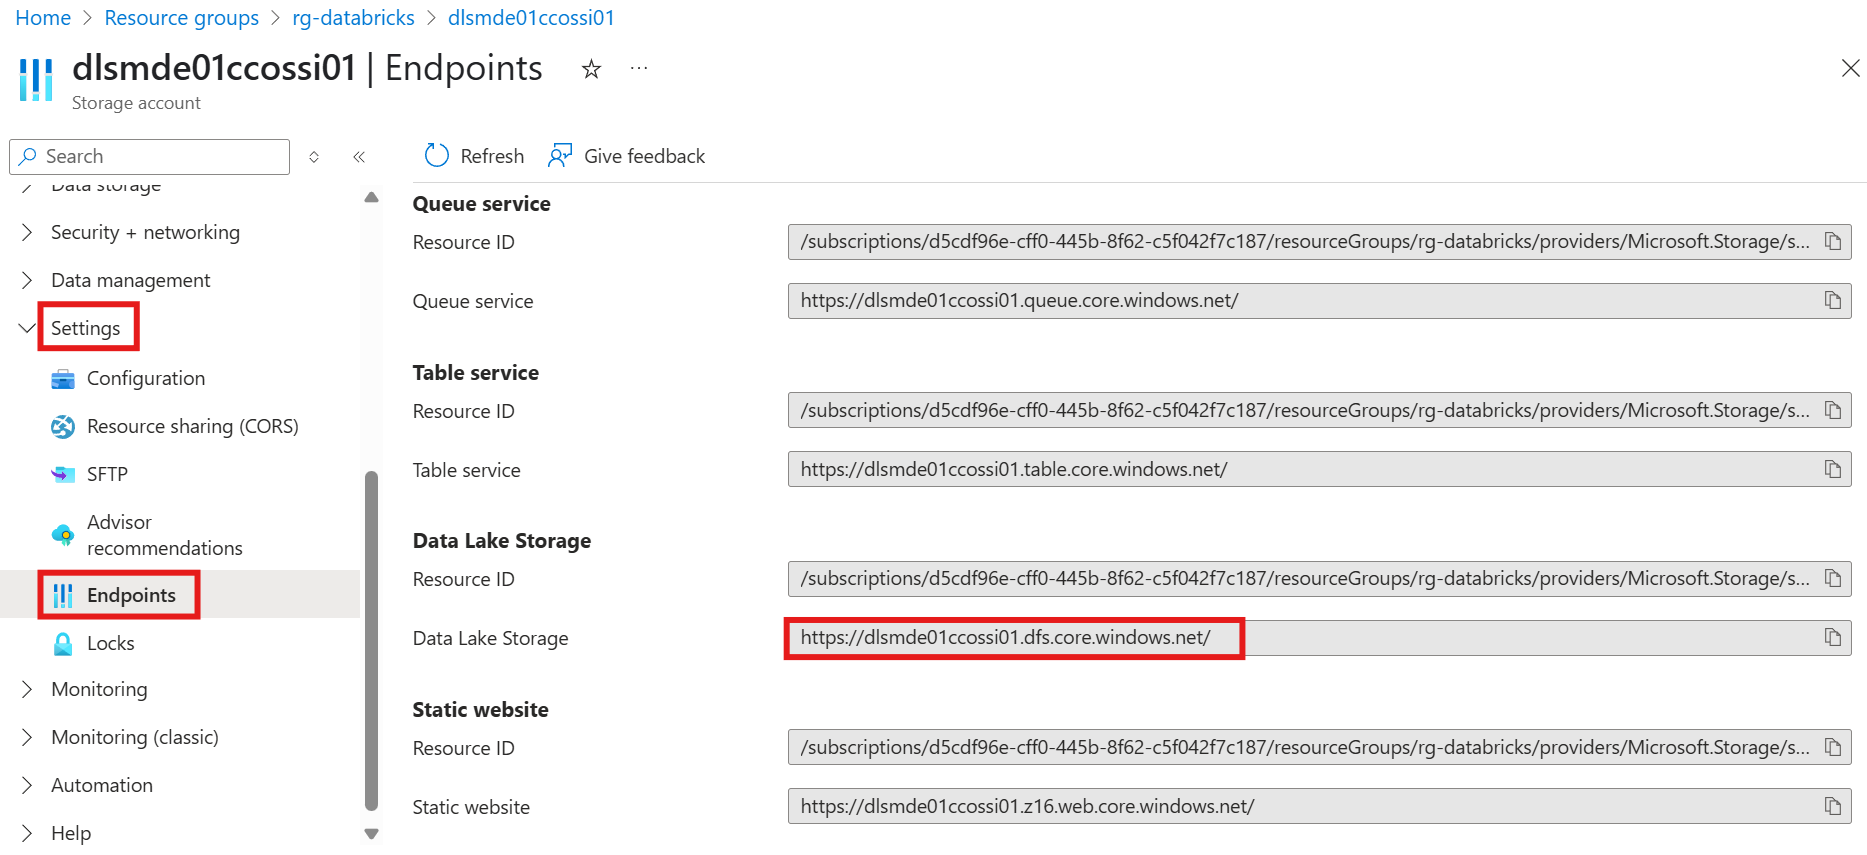 Home > Resource groups > rg-databricks > dlsmde01ccossi01
dlsmde01ccossi01 | Endpoints ☆ ...
Storage account
Search
Data storage
Security + networking
Data management
Settings
Configuration
Resource sharing (CORS)
SFTP
Advisor
recommendations
Endpoints
Locks
Monitoring
Monitoring (classic)
Automation
Help
Refresh Give feedback
Queue service
Resource ID /subscriptions/d5cdf96e-cff0-445b-8f62-c5f042f7c187/resourceGroups/rg-databricks/providers/Microsoft.Storage/s...
Queue service https://dlsmde01ccossi01.queue.core.windows.net/
Table service
Resource ID /subscriptions/d5cdf96e-cff0-445b-8f62-c5f042f7c187/resourceGroups/rg-databricks/providers/Microsoft.Storage/s...
Table service https://dlsmde01ccossi01.table.core.windows.net/
Data Lake Storage
Resource ID /subscriptions/d5cdf96e-cff0-445b-8f62-c5f042f7c187/resourceGroups/rg-databricks/providers/Microsoft.Storage/s...
Data Lake Storage https://dlsmde01ccossi01.dfs.core.windows.net/
Static website
Resource ID /subscriptions/d5cdf96e-cff0-445b-8f62-c5f042f7c187/resourceGroups/rg-databricks/providers/Microsoft.Storage/s...
Static website https://dlsmde01ccossi01.z16.web.core.windows.net/